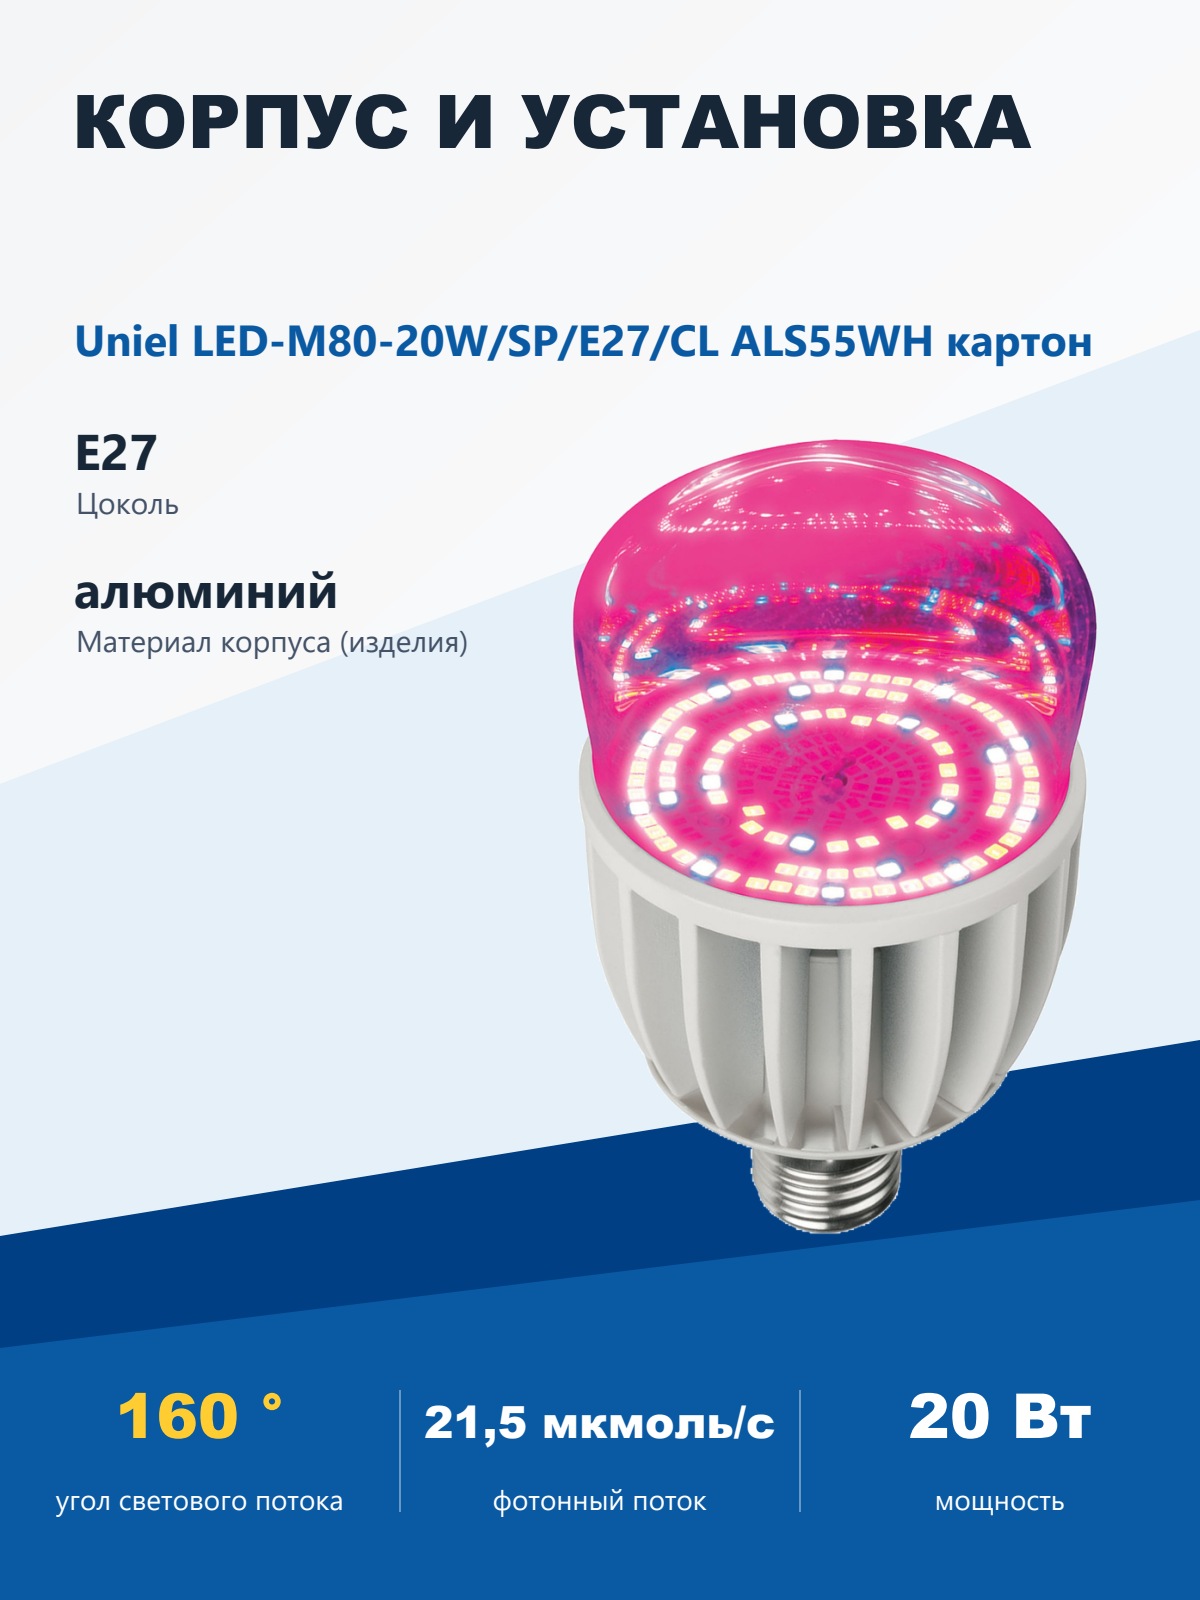 КОРПУС И УСТАНОВКА
Uniel LED-M80-20W/SP/E27/CL ALS55WH картон
E27
Цоколь
алюминий
Материал корпуса (изделия)
160 °
угол светового потока
21,5 мкмоль/с
фотонный поток
20 Вт
мощность